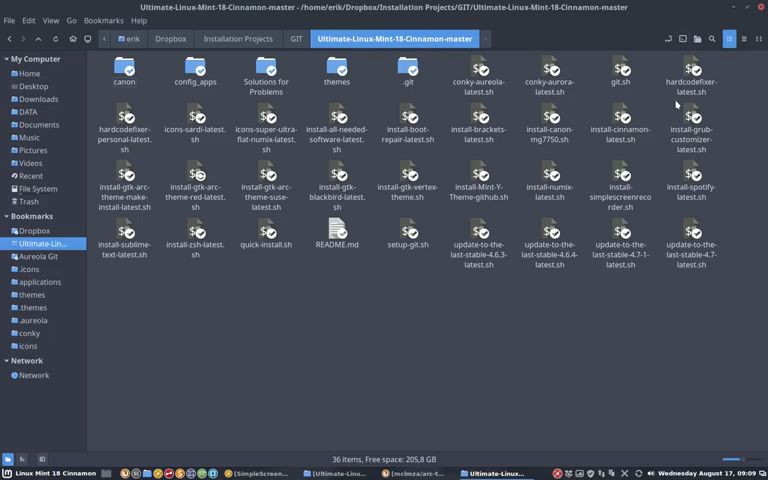 Ultimate-Linux-Mint-18-Cinnamon-master - /home/erik/Dropbox/Installation Projects/GIT/Ultimate-Linux-Mint-18-Cinnamon-master
File Edit View Go Bookmarks Help
erik Dropbox Installation Projects GIT Ultimate-Linux-Mint-18-Cinnamon-master
My Computer
Home
Desktop
Downloads
DATA
Documents
Music
Pictures
Videos
Recent
File System
Trash
Bookmarks
Dropbox
Ultimate-Lin...
Aureola Git
.icons
applications
themes
.themes
.aureola
conky
icons
Network
Network
canon
config_apps
Solutions for
Problems
themes
.git
conky-aureola-
latest.sh
conky-aurora-
latest.sh
git.sh
hardcodefixer-
latest.sh
hardcodefixer-
personal-latest.
sh
icons-sardi-latest.
sh
icons-super-ultra-
flat-numix-latest.
sh
install-all-needed-
software-latest.
sh
install-boot-
repair-latest.sh
install-brackets-
latest.sh
install-canon-
mg7750.sh
install-cinnamon-
latest.sh
install-grub-
customizer-
latest.sh
install-gtk-arc-
theme-make-
install-latest.sh
install-gtk-arc-
theme-red-latest.
sh
install-gtk-arc-
theme-suse-
latest.sh
install-gtk-
blackbird-latest.
sh
install-gtk-vertex-
theme.sh
install-Mint-Y-
Theme-github.sh
install-numix-
latest.sh
install-
simplescreenreco
rder.sh
install-spotify-
latest.sh
install-sublime-
text-latest.sh
install-zsh-latest.
sh
quick-install.sh
README.md
setup-git.sh
update-to-the-
last-stable-4.6.3-
latest.sh
update-to-the-
last-stable-4.6.4-
latest.sh
update-to-the-
last-stable-4.7-1-
latest.sh
update-to-the-
last-stable-4.7-
latest.sh
36 items, Free space: 205,8 GB
Linux Mint 18 Cinnamon
[SimpleScreen... [Ultimate-Linu... [mclmza/arc-t... Ultimate-Linux... Wednesday August 17, 09:09